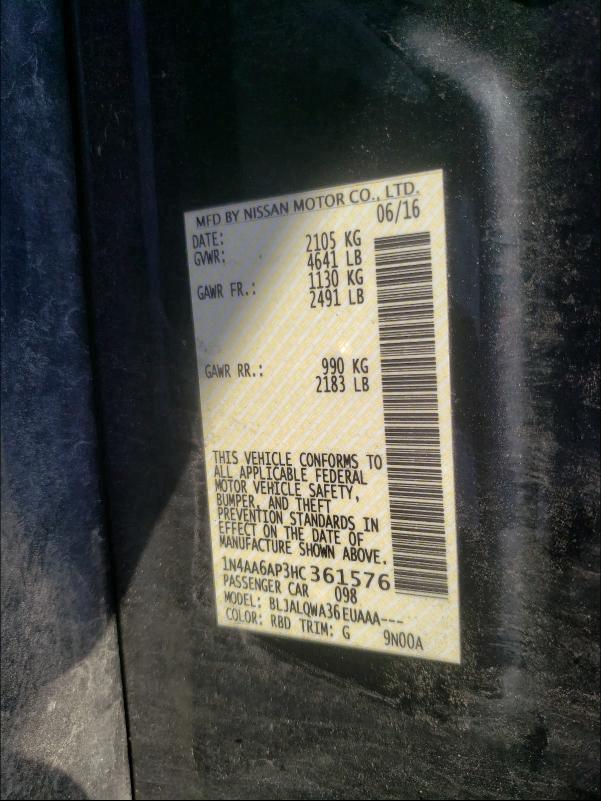 MFD BY NISSAN MOTOR CO., LTD.
DATE: 06/16
GVWR: 2105 KG
4641 LB
GAWR FR.: 1130 KG
2491 LB
GAWR RR.: 990 KG
2183 LB
THIS VEHICLE CONFORMS TO
ALL APPLICABLE FEDERAL
MOTOR VEHICLE SAFETY,
BUMPER, AND THEFT
PREVENTION STANDARDS IN
EFFECT ON THE DATE OF
MANUFACTURE SHOWN ABOVE.
1N4AA6AP3HC361576
PASSENGER CAR 098
MODEL: BLJALQWA36EUAAA---
COLOR: RBD TRIM: G 9N00A